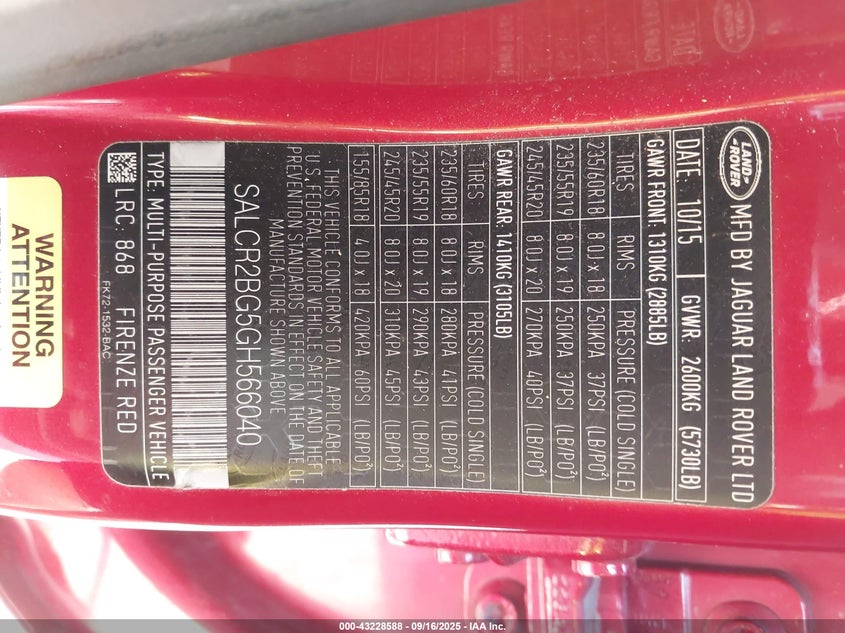 LAND
ROVER
MFD BY JAGUAR LAND ROVER LTD
DATE: 10/15 GVWR: 2600KG (5730LB)
GAWR FRONT: 1310KG (2885LB)
TIRES RIMS PRESSURE (COLD SINGLE)
235/60R18 8.0J x 18 250KPA 37PSI (LB/PO²)
235/55R19 8.0J x 19 250KPA 37PSI (LB/PO²)
245/45R20 8.0J x 20 270KPA 40PSI (LB/PO²)
GAWR REAR: 1410KG (3105LB)
TIRES RIMS PRESSURE (COLD SINGLE)
235/60R18 8.0J x 18 280KPA 41PSI (LB/PO²)
235/55R19 8.0J x 19 290KPA 43PSI (LB/PO²)
245/45R20 8.0J x 20 310KPA 45PSI (LB/PO²)
155/85R18 4.0J x 18 420KPA 60PSI (LB/PO²)
THIS VEHICLE CONFORMS TO ALL APPLICABLE
U.S. FEDERAL MOTOR VEHICLE SAFETY AND THEFT
PREVENTION STANDARDS IN EFFECT ON THE DATE OF
MANUFACTURE SHOWN ABOVE
SALCR2BG5GH566040
TYPE: MULTI-PURPOSE PASSENGER VEHICLE
LRC: 868 FIRENZE RED
FK72-1532-BAC
WARNING
ATTENTION
000-43228588 - 09/16/2025 - IAA Inc.